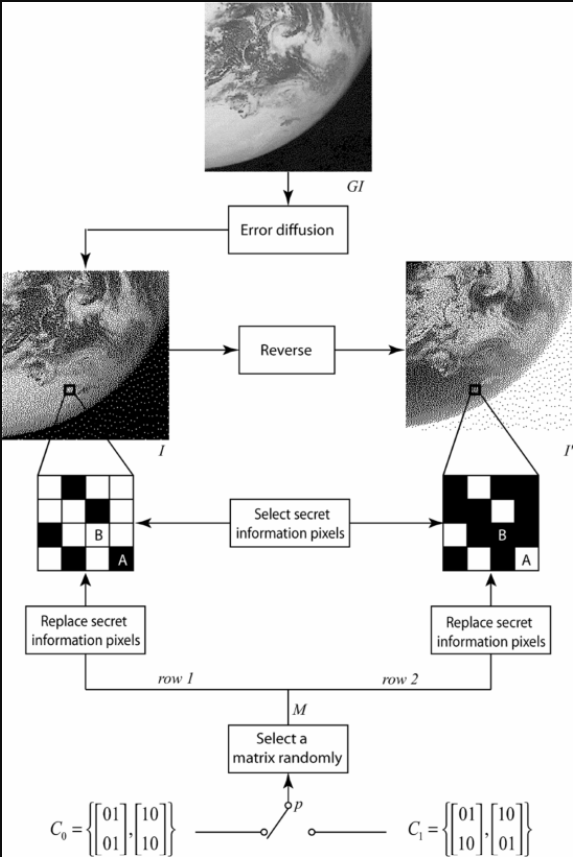 GI
Error diffusion
Reverse
I
I'
Select secret
information pixels
B
A
B
A
Replace secret
information pixels
Replace secret
information pixels
row 1
row 2
M
Select a
matrix randomly
p
C₀ = {[01 01], [10 10]}
C₁ = {[01 10], [10 01]}